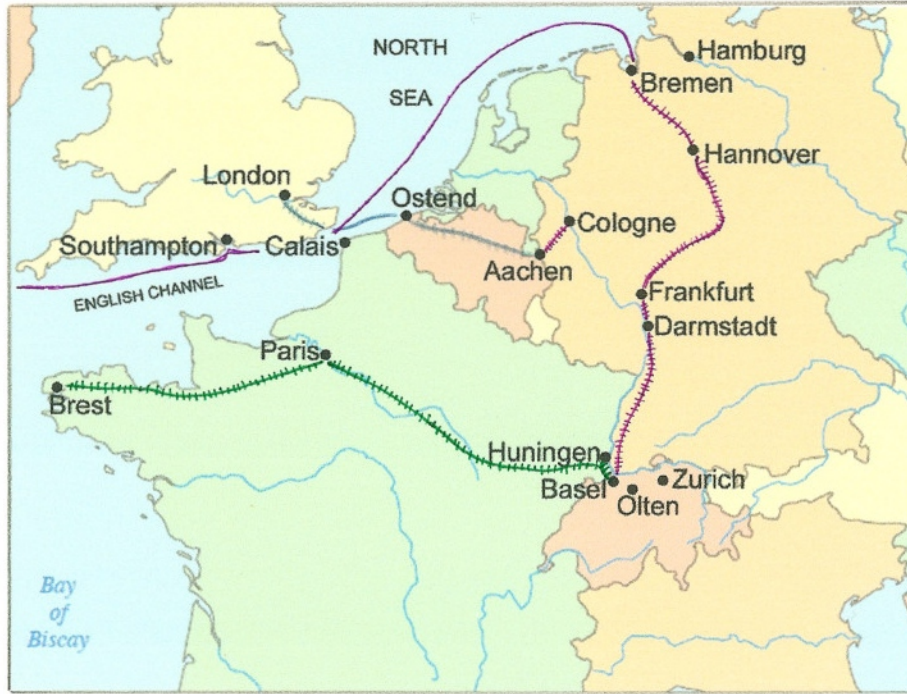 NORTH
SEA
Hamburg
Bremen
Hannover
London
Ostend
Cologne
Southampton
Calais
Aachen
ENGLISH CHANNEL
Frankfurt
Darmstadt
Paris
Brest
Huningen
Basel
Zurich
Olten
Bay
of
Biscay